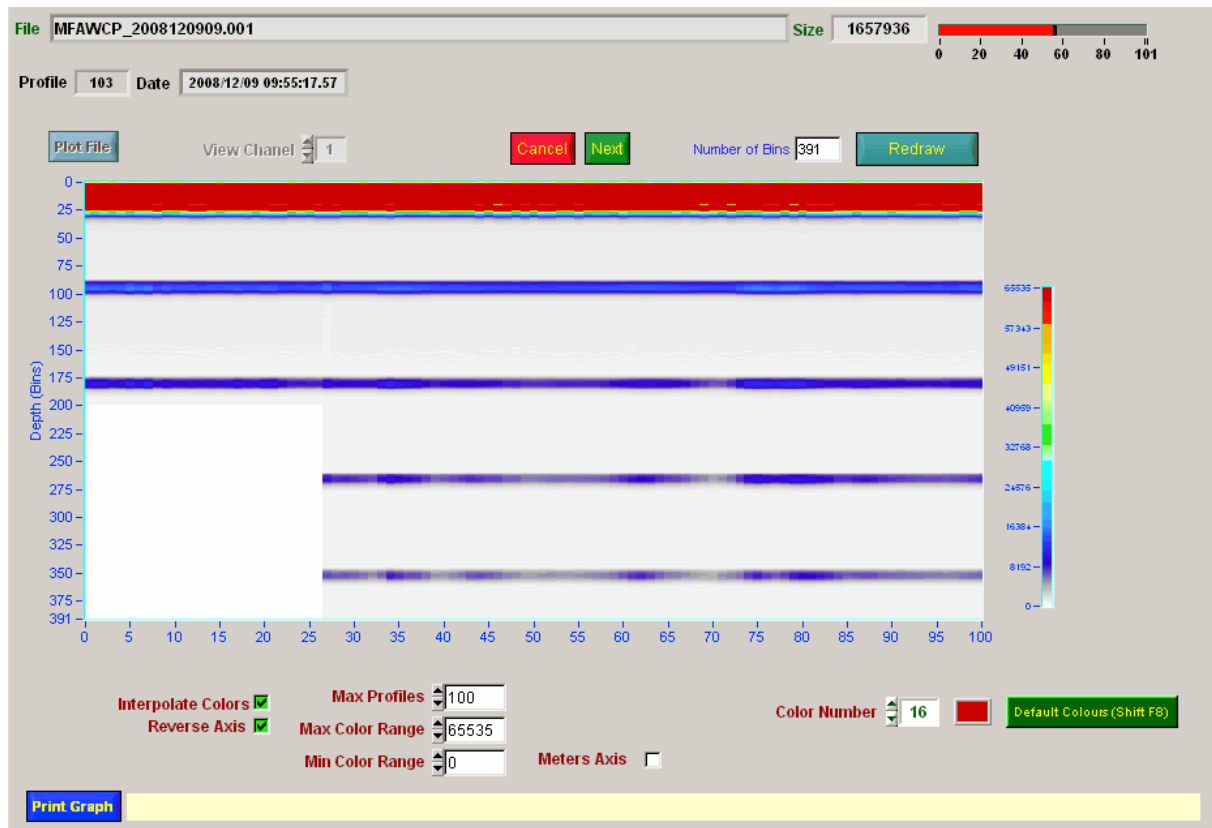 File MFAWCP_2008120909.001 Size 1657936
0 20 40 60 80 101
Profile 103 Date 2008/12/09 09:55:17.57
Plot File View Chanel 1 Cancel Next Number of Bins 391 Redraw
Depth (Bins)
0
25
50
75
100
125
150
175
200
225
250
275
300
325
350
375
391
0 5 10 15 20 25 30 35 40 45 50 55 60 65 70 75 80 85 90 95 100
65535
57343
49151
40959
32768
24576
16384
8192
0
Interpolate Colors Max Profiles 100
Reverse Axis Max Color Range 65535
Min Color Range 0 Meters Axis
Color Number 16 Default Colours (Shift F8)
Print Graph